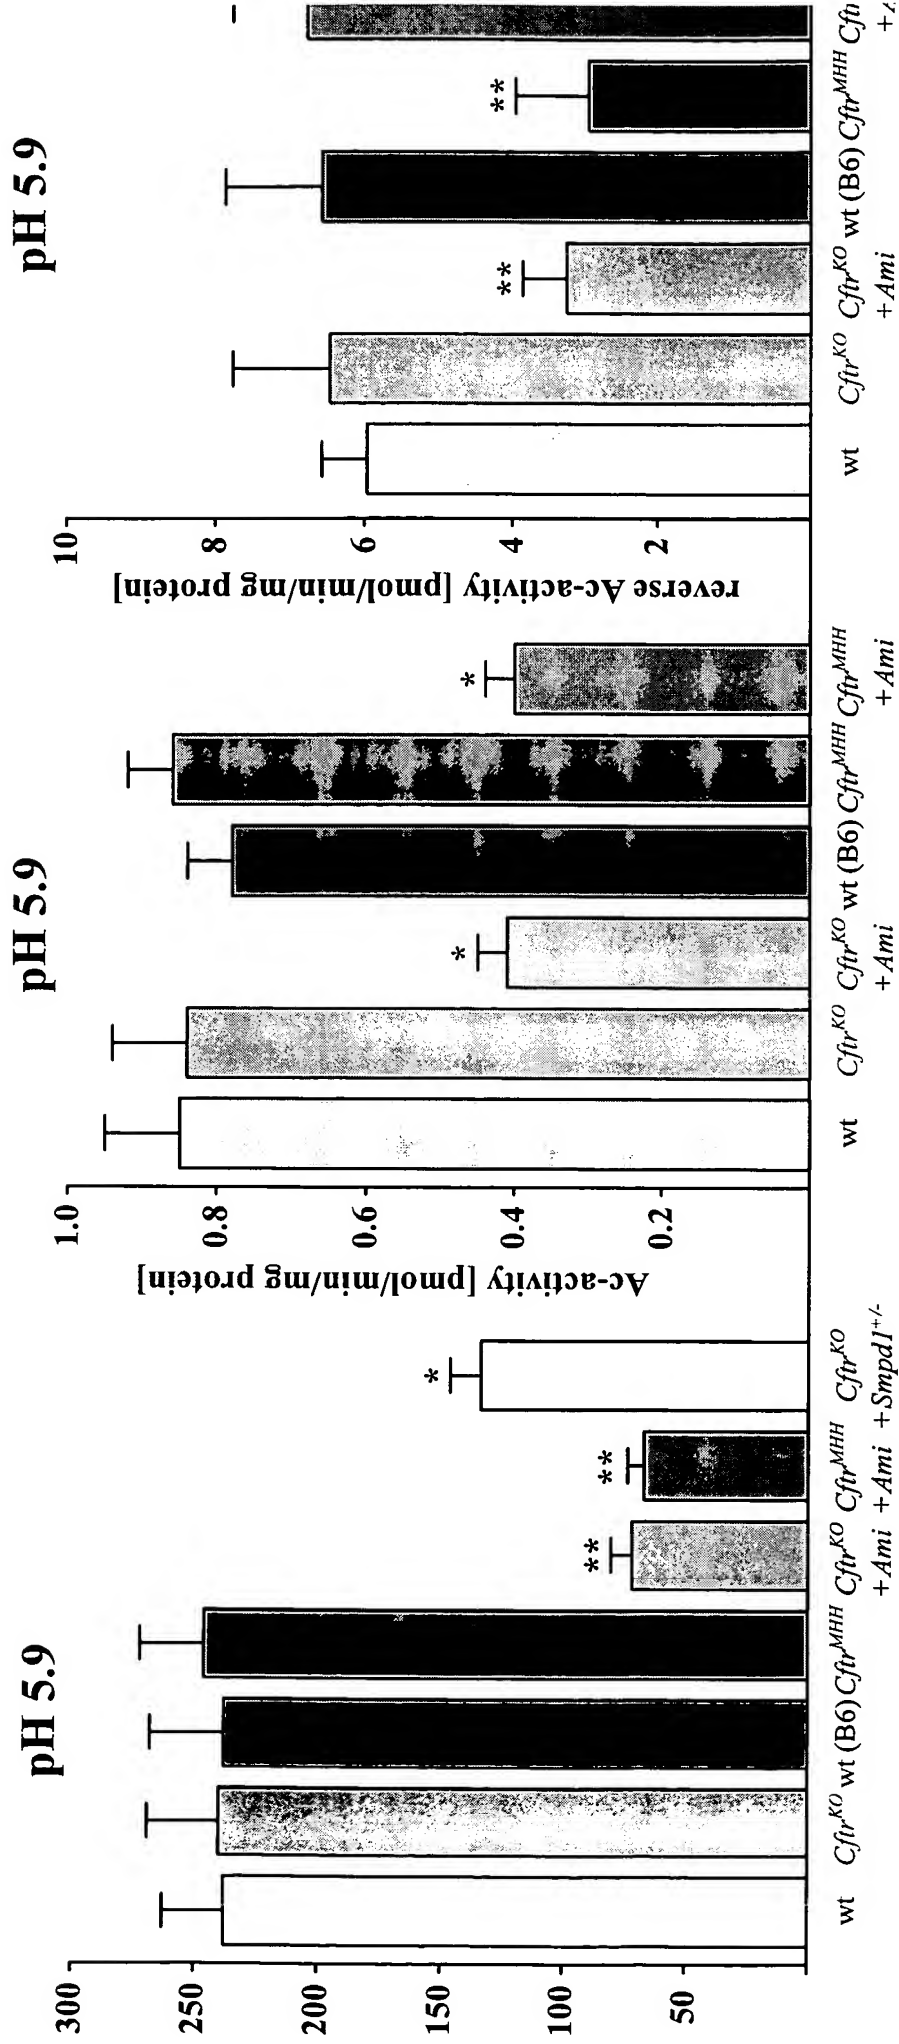 pH 5.9
300
250
200
150
100
50
**
**
*
wt
Cftr^KO
wt (B6)
Cftr^MHH
Cftr^KO
+Ami
Cftr^MHH
+Ami
Cftr^KO
+Smpd1^+/-
pH 5.9
Ac-activity [pmol/min/mg protein]
1.0
0.8
0.6
0.4
0.2
*
*
wt
Cftr^KO
Cftr^KO
+Ami
wt (B6)
Cftr^MHH
Cftr^MHH
+Ami
pH 5.9
reverse Ac-activity [pmol/min/mg protein]
10
8
6
4
2
**
**
wt
Cftr^KO
Cftr^KO
+Ami
wt (B6)
Cftr^MHH